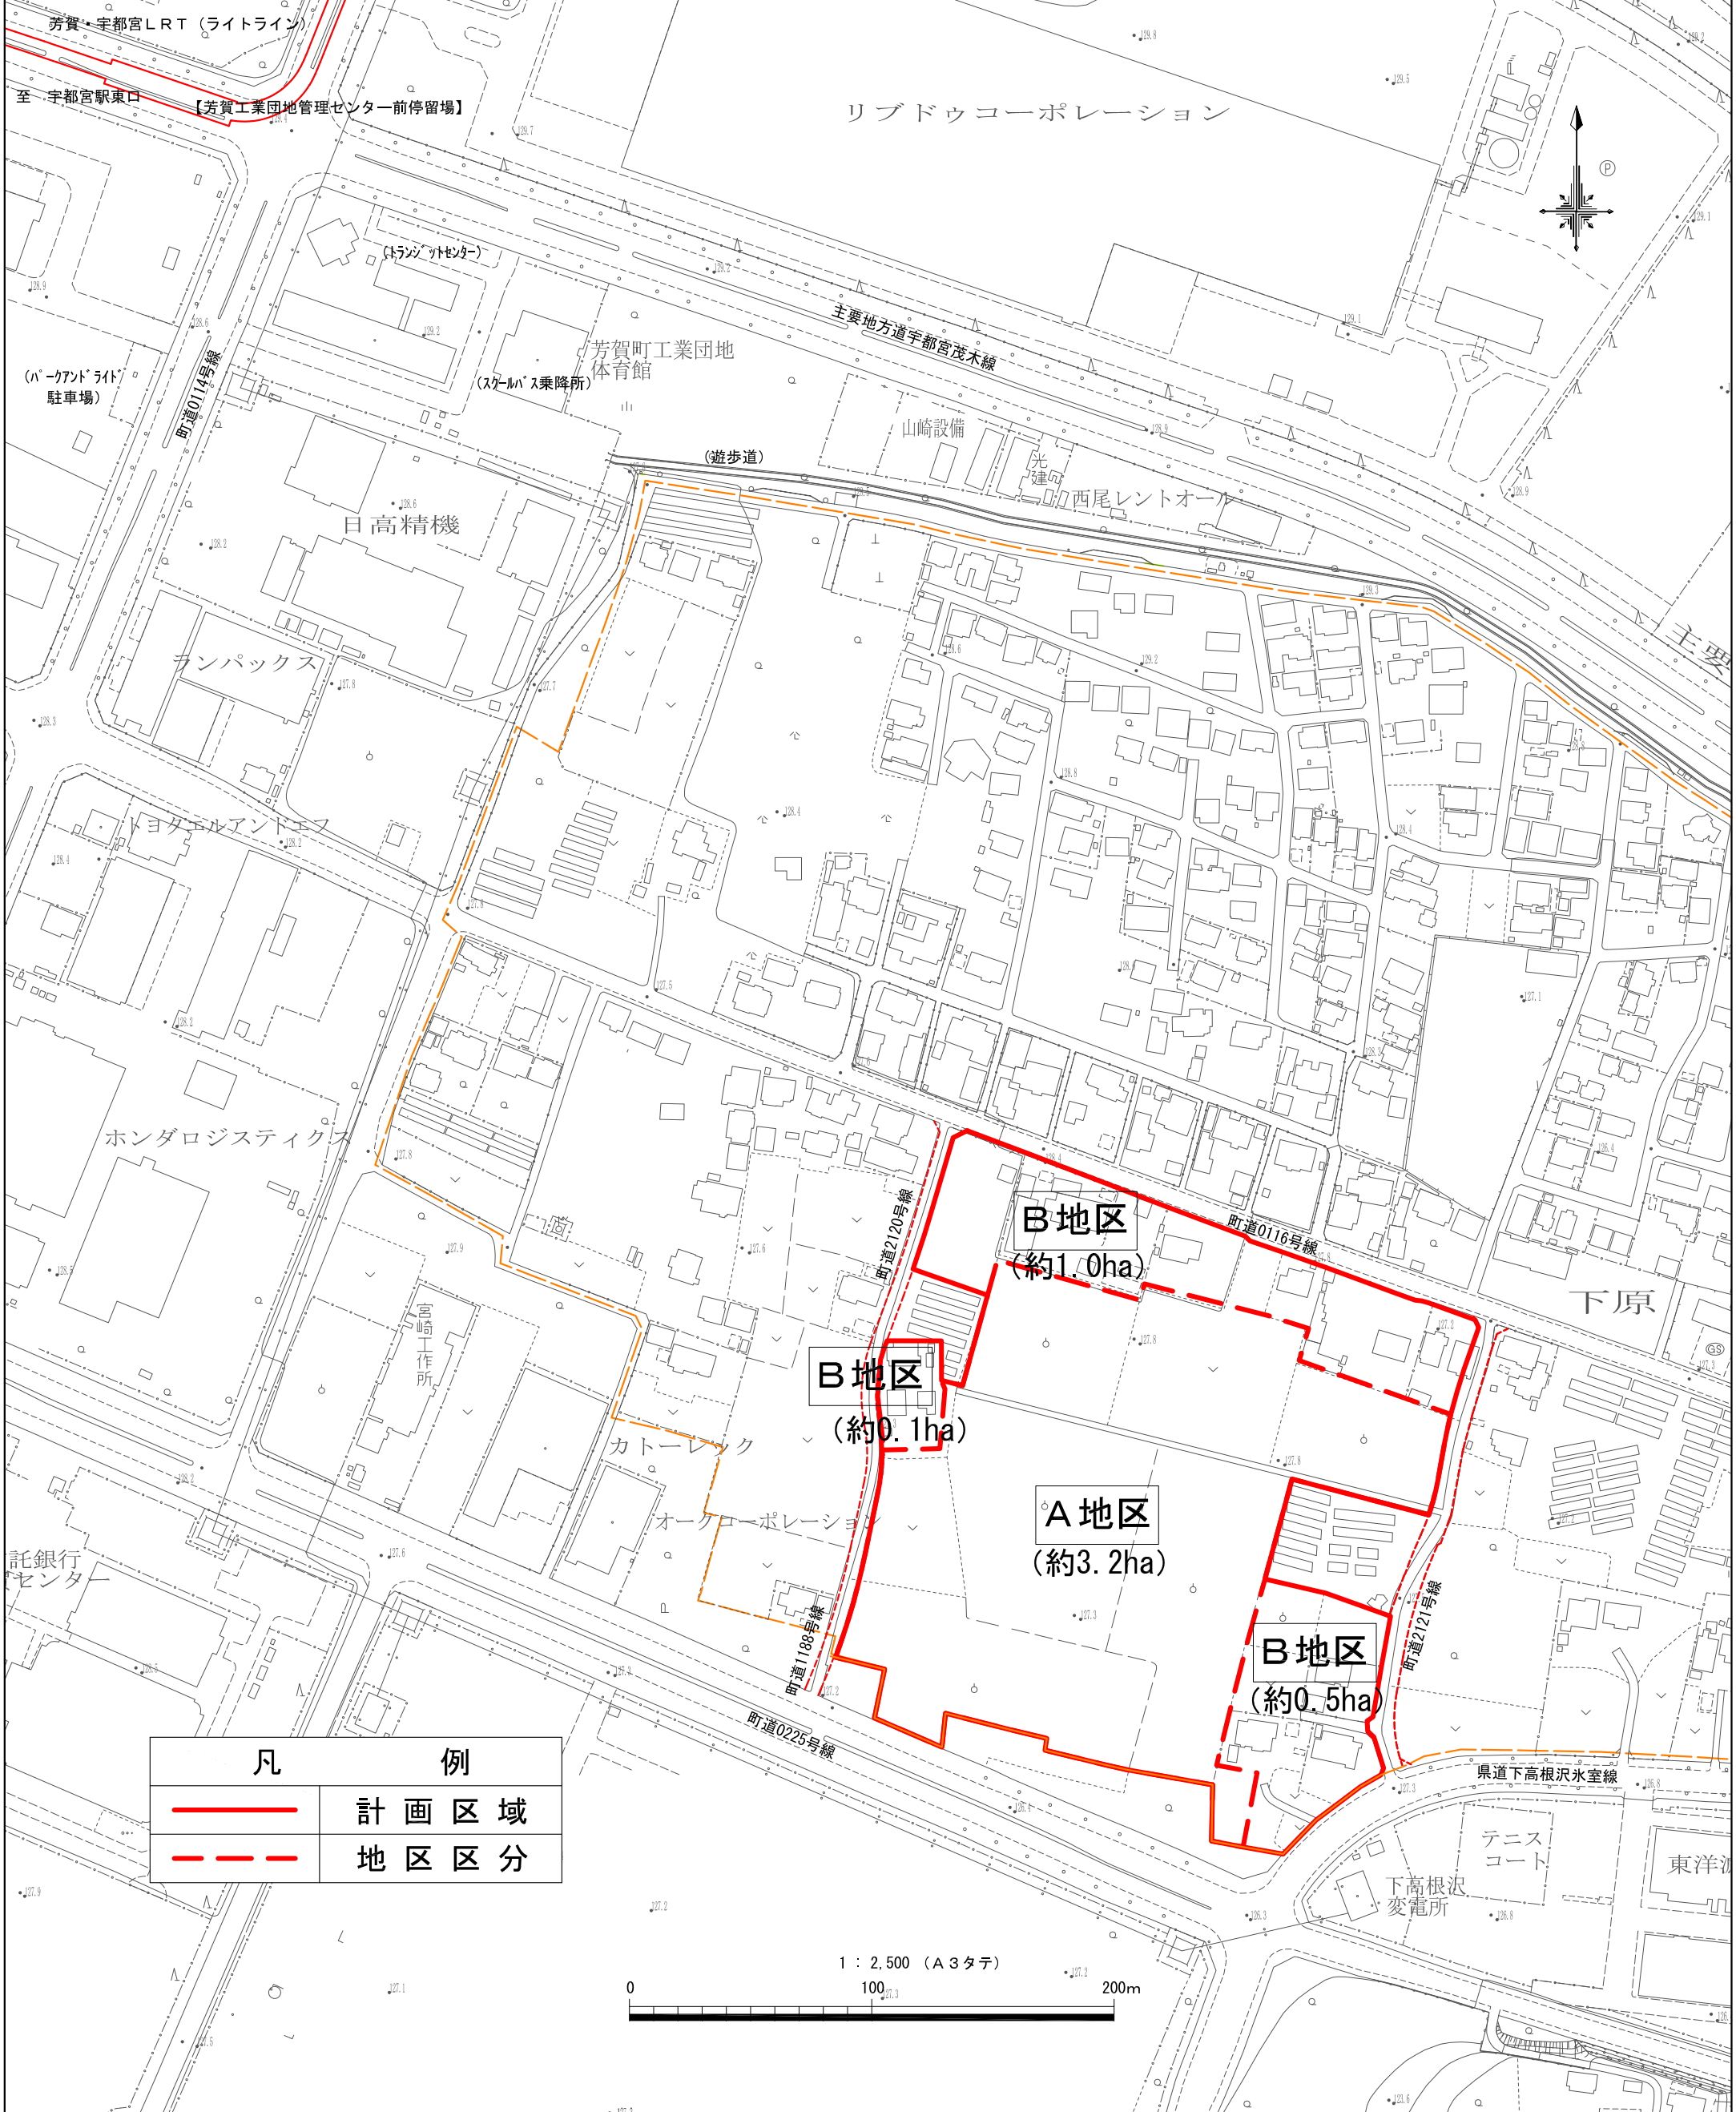 芳賀・宇都宮ＬＲＴ（ライトライン）
至 宇都宮駅東口
【芳賀工業団地管理センター前停留場】
リブドゥコーポレーション
(トランジットセンター)
主要地方道宇都宮茂木線
芳賀町工業団地
体育館
(パークアンドライド
駐車場)
町道0114号線
(スクールバス乗降所)
山崎設備
光建
(遊歩道)
西尾レントオール
日高精機
主要
ランパックス
トヨタエルアンドエフ
ホンダロジスティクス
町道2120号線
Ｂ地区
(約1.0ha)
町道0116号線
下原
宮崎工作所
Ｂ地区
(約0.1ha)
カトーレック
Ａ地区
(約3.2ha)
オークコーポレーション
託銀行
センター
町道1188号線
町道2121号線
Ｂ地区
(約0.5ha)
町道0225号線
県道下高根沢氷室線
凡 例
計画区域
地区区分
テニス
コート
東洋
下高根沢
変電所
1 : 2,500 （Ａ３タテ）
0 100 200m